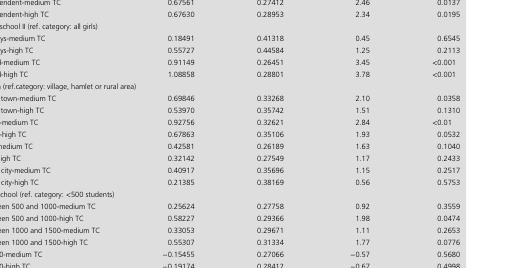 endent-medium TC 0.67561 0.27412 2.46 0.0137
endent-high TC 0.67630 0.28953 2.34 0.0195
school II (ref. category: all girls)
ys-medium TC 0.18491 0.41318 0.45 0.6545
ys-high TC 0.55727 0.44584 1.25 0.2113
d-medium TC 0.91149 0.26451 3.45 <0.001
d-high TC 1.08858 0.28801 3.78 <0.001
(ref.category: village, hamlet or rural area)
town-medium TC 0.69846 0.33268 2.10 0.0358
town-high TC 0.53970 0.35742 1.51 0.1310
-medium TC 0.92756 0.32621 2.84 <0.01
-high TC 0.67863 0.35106 1.93 0.0532
medium TC 0.42581 0.26189 1.63 0.1040
igh TC 0.32142 0.27549 1.17 0.2433
city-medium TC 0.40917 0.35696 1.15 0.2517
city-high TC 0.21385 0.38169 0.56 0.5753
school (ref. category: <500 students)
een 500 and 1000-medium TC 0.25624 0.27758 0.92 0.3559
een 500 and 1000-high TC 0.58227 0.29366 1.98 0.0474
een 1000 and 1500-medium TC 0.33053 0.29671 1.11 0.2653
een 1000 and 1500-high TC 0.55307 0.31334 1.77 0.0776
0-medium TC −0.15455 0.27066 −0.57 0.5680
0-high TC −0.19174 0.28412 −0.67 0.4998